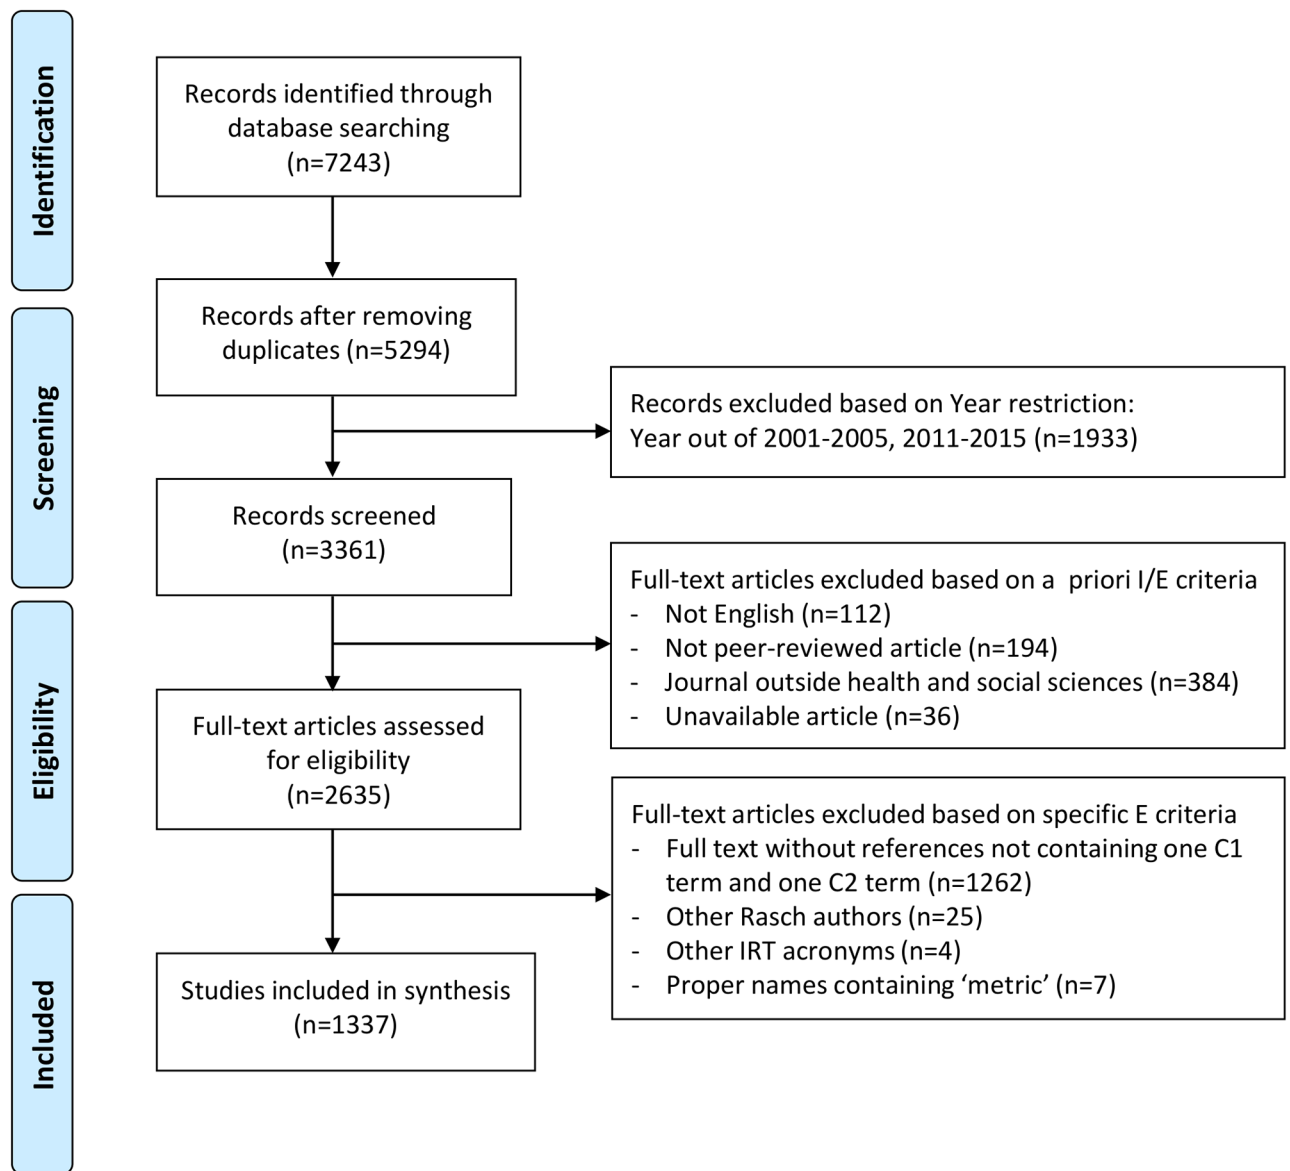 Identification
Records identified through
database searching
(n=7243)
Screening
Records after removing
duplicates (n=5294)
Records excluded based on Year restriction:
Year out of 2001-2005, 2011-2015 (n=1933)
Records screened
(n=3361)
Full-text articles excluded based on a  priori I/E criteria
- Not English (n=112)
- Not peer-reviewed article (n=194)
- Journal outside health and social sciences (n=384)
- Unavailable article (n=36)
Eligibility
Full-text articles assessed
for eligibility
(n=2635)
Full-text articles excluded based on specific E criteria
- Full text without references not containing one C1
term and one C2 term (n=1262)
- Other Rasch authors (n=25)
- Other IRT acronyms (n=4)
- Proper names containing ‘metric’ (n=7)
Included
Studies included in synthesis
(n=1337)